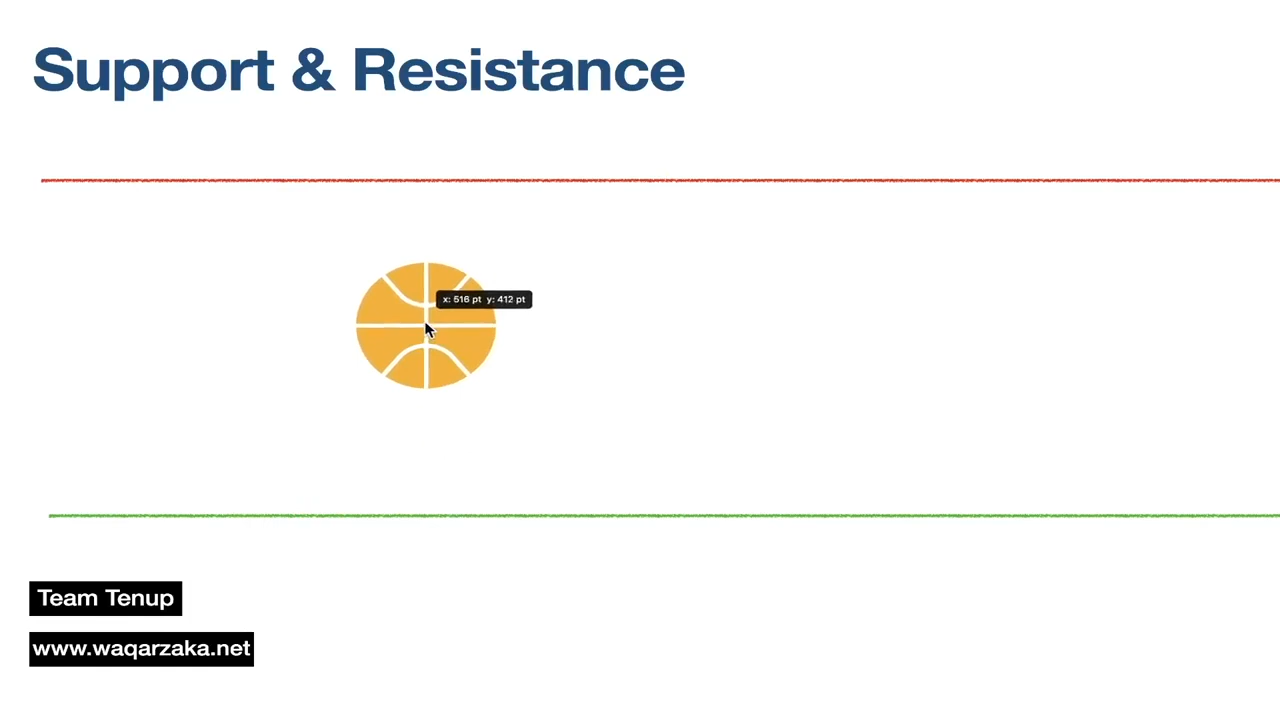 Support & Resistance
x: 516 pt y: 412 pt
Team Tenup
www.waqarzaka.net